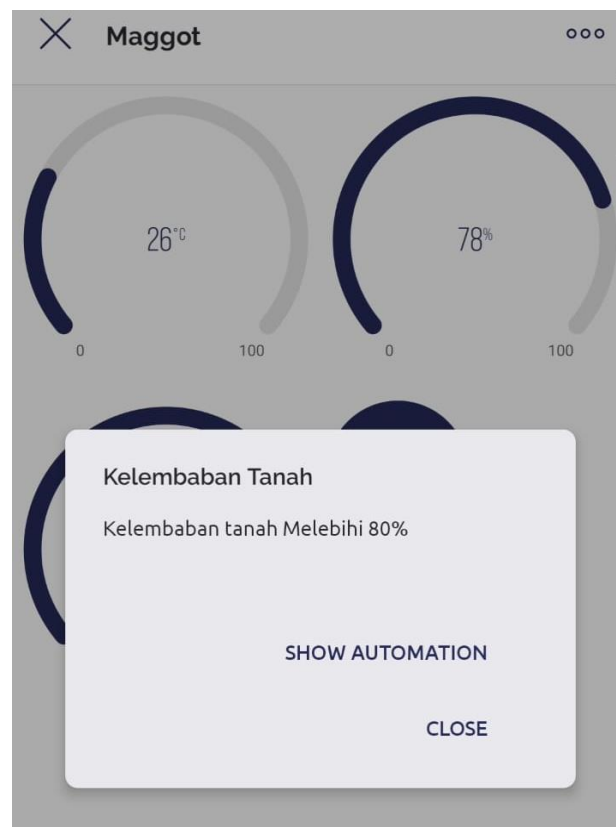 Maggot
26°C
78%
0 100 0 100
Kelembaban Tanah
Kelembaban tanah Melebihi 80%
SHOW AUTOMATION
CLOSE